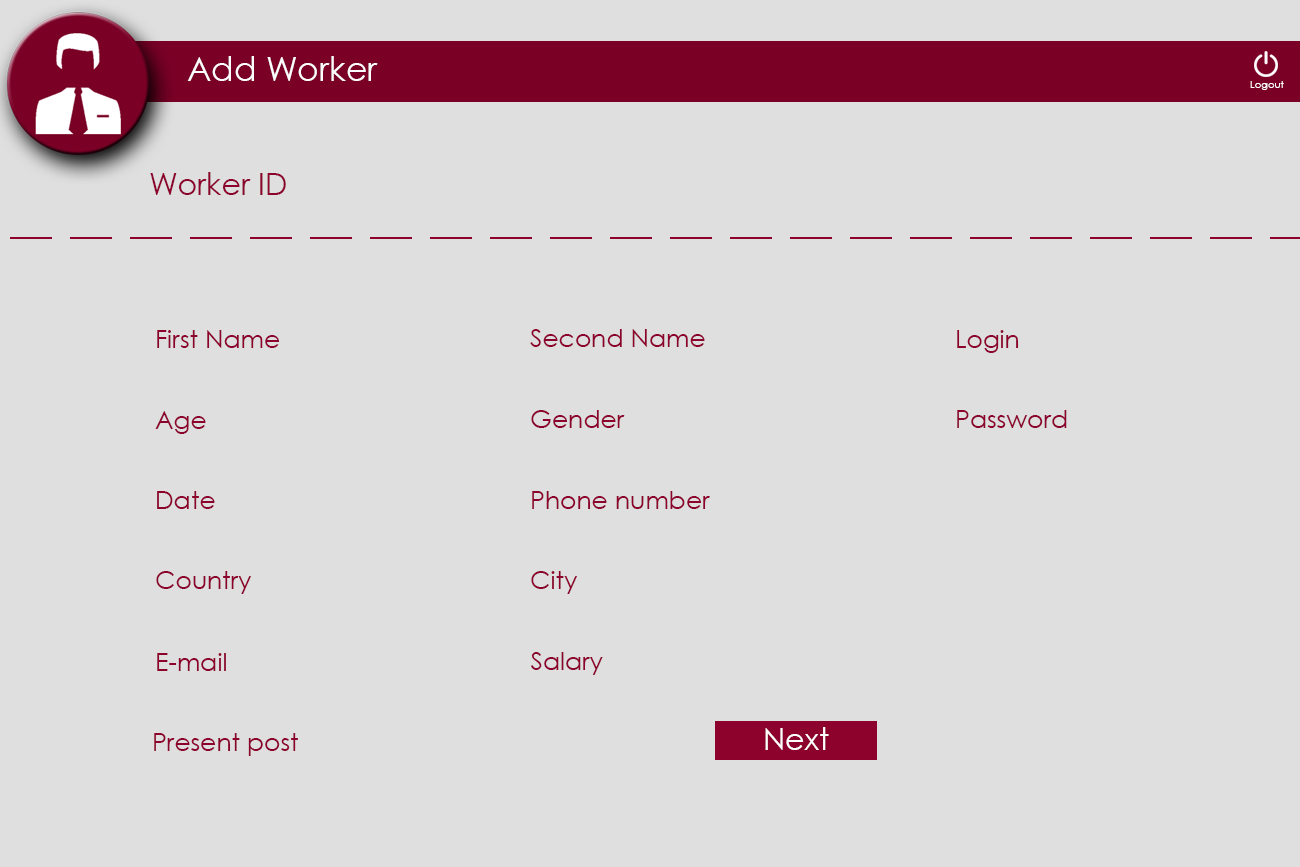 Add Worker
Logout
Worker ID
First Name
Second Name
Login
Age
Gender
Password
Date
Phone number
Country
City
E-mail
Salary
Present post
Next